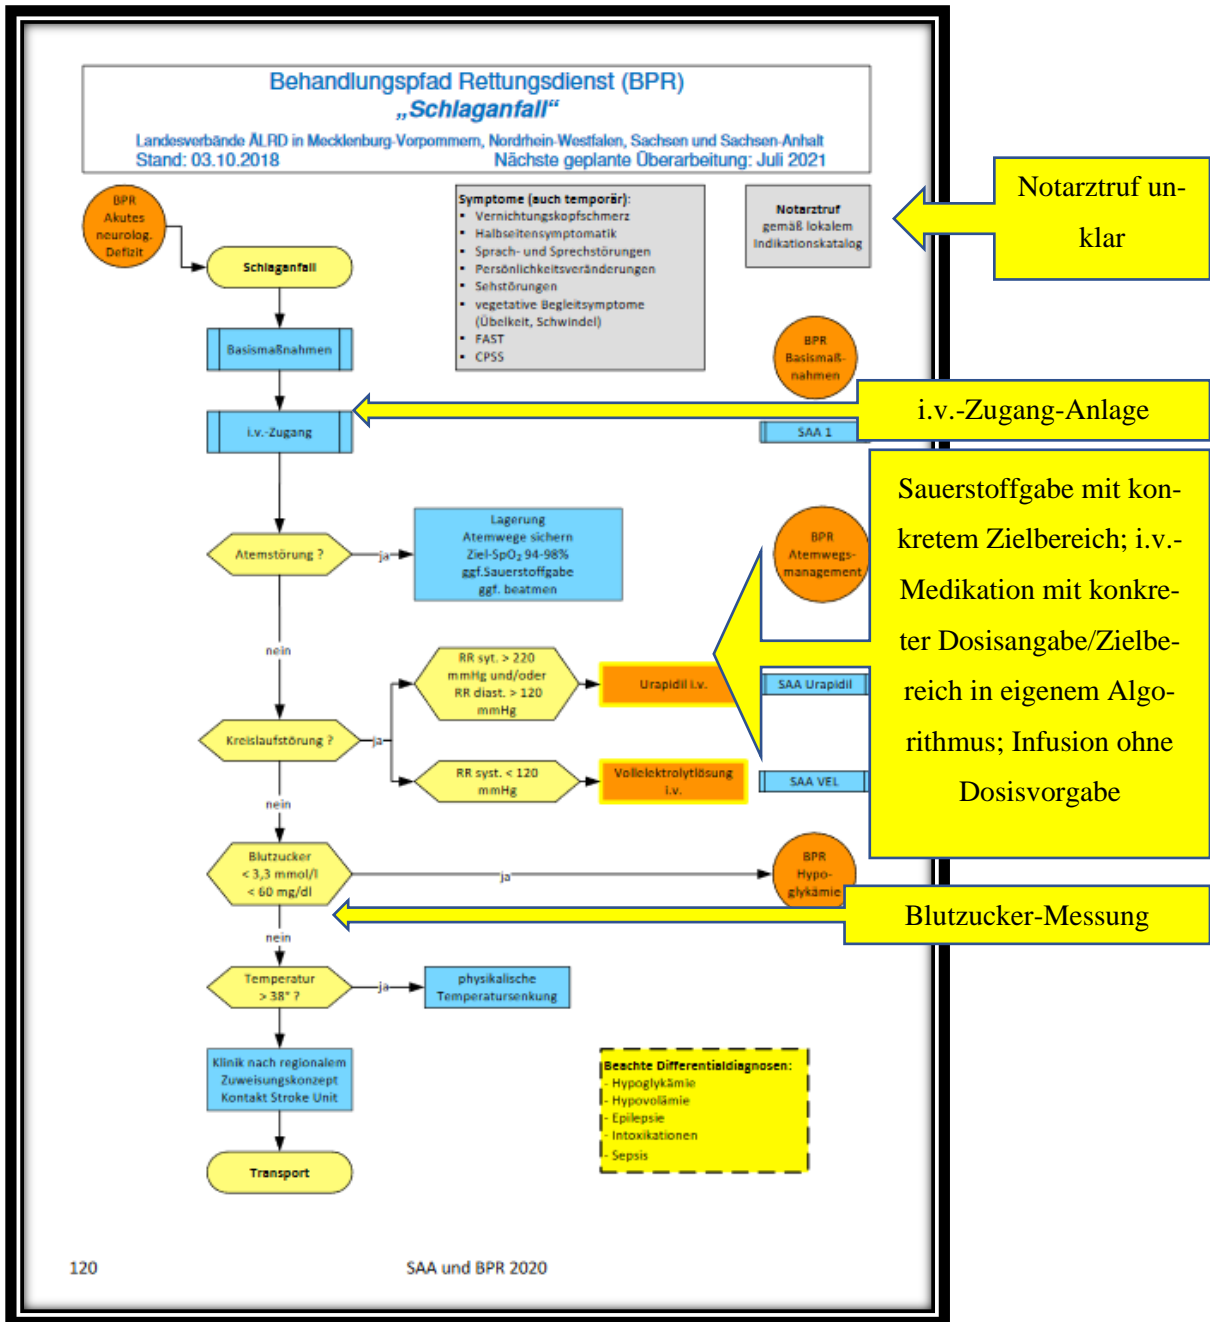 Behandlungspfad Rettungsdienst (BPR)
„Schlaganfall“
Landesverbände ÄLRD in Mecklenburg-Vorpommern, Nordrhein-Westfalen, Sachsen und Sachsen-Anhalt
Stand: 03.10.2018
Nächste geplante Überarbeitung: Juli 2021
BPR
Akutes
neurolog.
Defizit
Schlaganfall
Symptome (auch temporär):
▪ Vernichtungskopfschmerz
▪ Halbseitensymptomatik
▪ Sprach- und Sprechstörungen
▪ Persönlichkeitsveränderungen
▪ Sehstörungen
▪ vegetative Begleitsymptome
(Übelkeit, Schwindel)
▪ FAST
▪ CPSS
Notarztruf
gemäß lokalem
Indikationskatalog
Notarztruf un-
klar
Basismaßnahmen
BPR
Basismaß-
nahmen
i.v.-Zugang
SAA 1
i.v.-Zugang-Anlage
Atemstörung ?
ja
Lagerung
Atemwege sichern
Ziel-SpO₂ 94-98%
ggf.Sauerstoffgabe
ggf. beatmen
BPR
Atemwegs-
management
Sauerstoffgabe mit kon-
kretem Zielbereich; i.v.-
Medikation mit konkre-
ter Dosisangabe/Zielbe-
reich in eigenem Algo-
rithmus; Infusion ohne
Dosisvorgabe
nein
Kreislaufstörung ?
ja
RR syt. > 220
mmHg und/oder
RR diast. > 120
mmHg
Urapidil i.v.
SAA Urapidil
RR syst. < 120
mmHg
Vollelektrolytlösung
i.v.
SAA VEL
nein
Blutzucker
< 3,3 mmol/l
< 60 mg/dl
ja
BPR
Hypo-
glykämie
Blutzucker-Messung
nein
Temperatur
> 38° ?
ja
physikalische
Temperatursenkung
Klinik nach regionalem
Zuweisungskonzept
Kontakt Stroke Unit
Beachte Differentialdiagnosen:
- Hypoglykämie
- Hypovolämie
- Epilepsie
- Intoxikationen
- Sepsis
Transport
120
SAA und BPR 2020